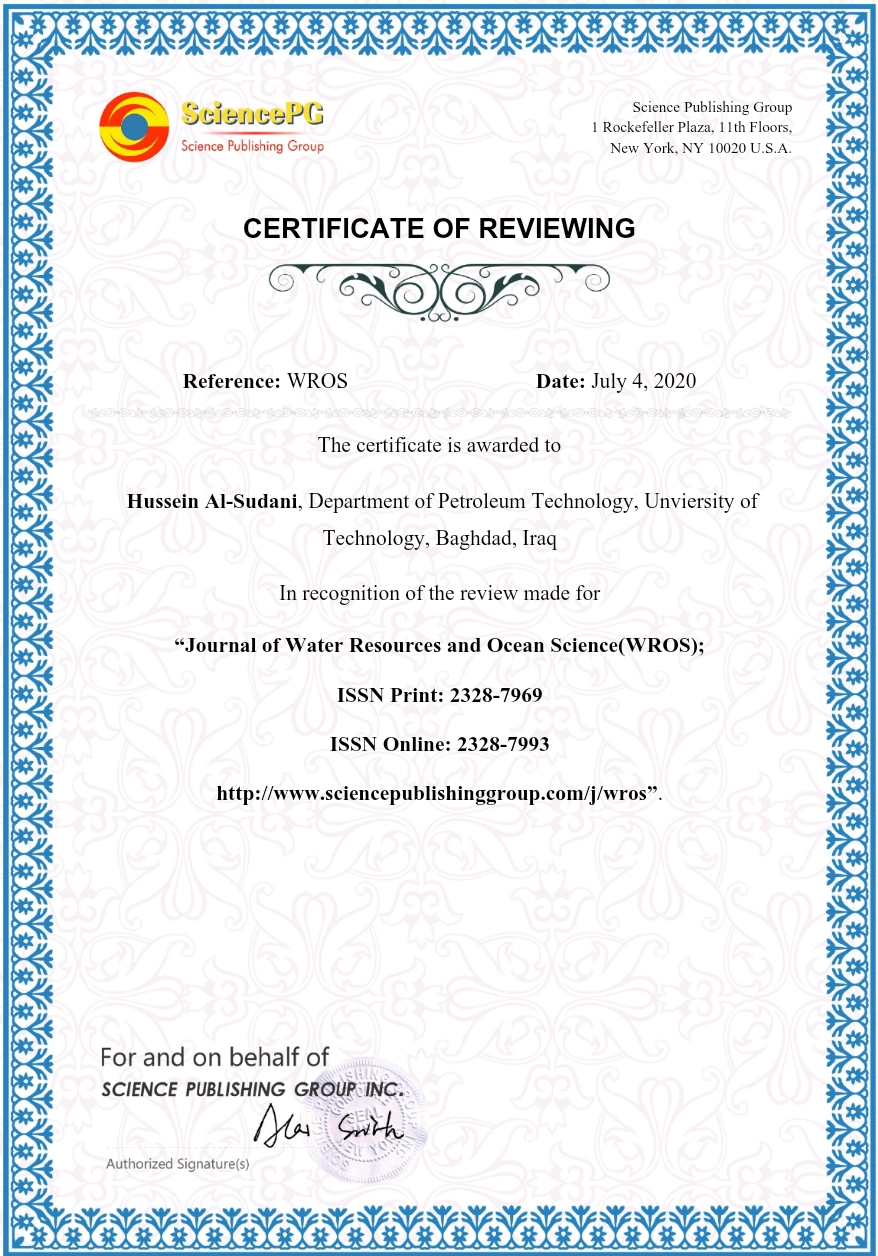 SciencePG
Science Publishing Group
Science Publishing Group
1 Rockefeller Plaza, 11th Floors,
New York, NY 10020 U.S.A.
CERTIFICATE OF REVIEWING
Reference: WROS
Date: July 4, 2020
The certificate is awarded to
Hussein Al-Sudani, Department of Petroleum Technology, Unviersity of
Technology, Baghdad, Iraq
In recognition of the review made for
“Journal of Water Resources and Ocean Science(WROS);
ISSN Print: 2328-7969
ISSN Online: 2328-7993
http://www.sciencepublishinggroup.com/j/wros”.
For and on behalf of
SCIENCE PUBLISHING GROUP INC.
Smith
SEAL
Authorized Signature(s)